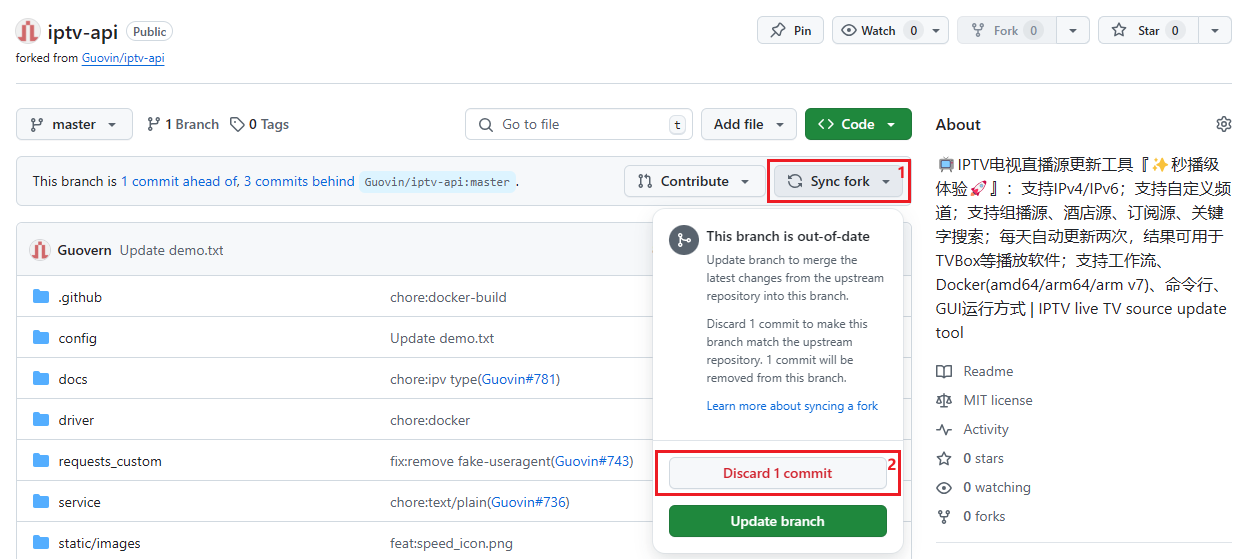 iptv-api Public
Pin
Watch 0
Fork 0
Star 0
forked from Guovin/iptv-api
master
1 Branch
0 Tags
Go to file
t
Add file
Code
This branch is 1 commit ahead of, 3 commits behind Guovin/iptv-api:master .
Contribute
Sync fork
1
Guovern Update demo.txt
.github chore:docker-build
config Update demo.txt
docs chore:ipv type(Guovin#781)
driver chore:docker
requests_custom fix:remove fake-useragent(Guovin#743)
service chore:text/plain(Guovin#736)
static/images feat:speed_icon.png
This branch is out-of-date
Update branch to merge the
latest changes from the upstream
repository into this branch.
Discard 1 commit to make this
branch match the upstream
repository. 1 commit will be
removed from this branch.
Learn more about syncing a fork
Discard 1 commit
2
Update branch
About
📺IPTV电视直播源更新工具『✨秒播级
体验🚀』：支持IPv4/IPv6；支持自定义频
道；支持组播源、酒店源、订阅源、关键
字搜索；每天自动更新两次，结果可用于
TVBox等播放软件；支持工作流、
Docker(amd64/arm64/arm v7)、命令行、
GUI运行方式 | IPTV live TV source update
tool
Readme
MIT license
Activity
0 stars
0 watching
0 forks